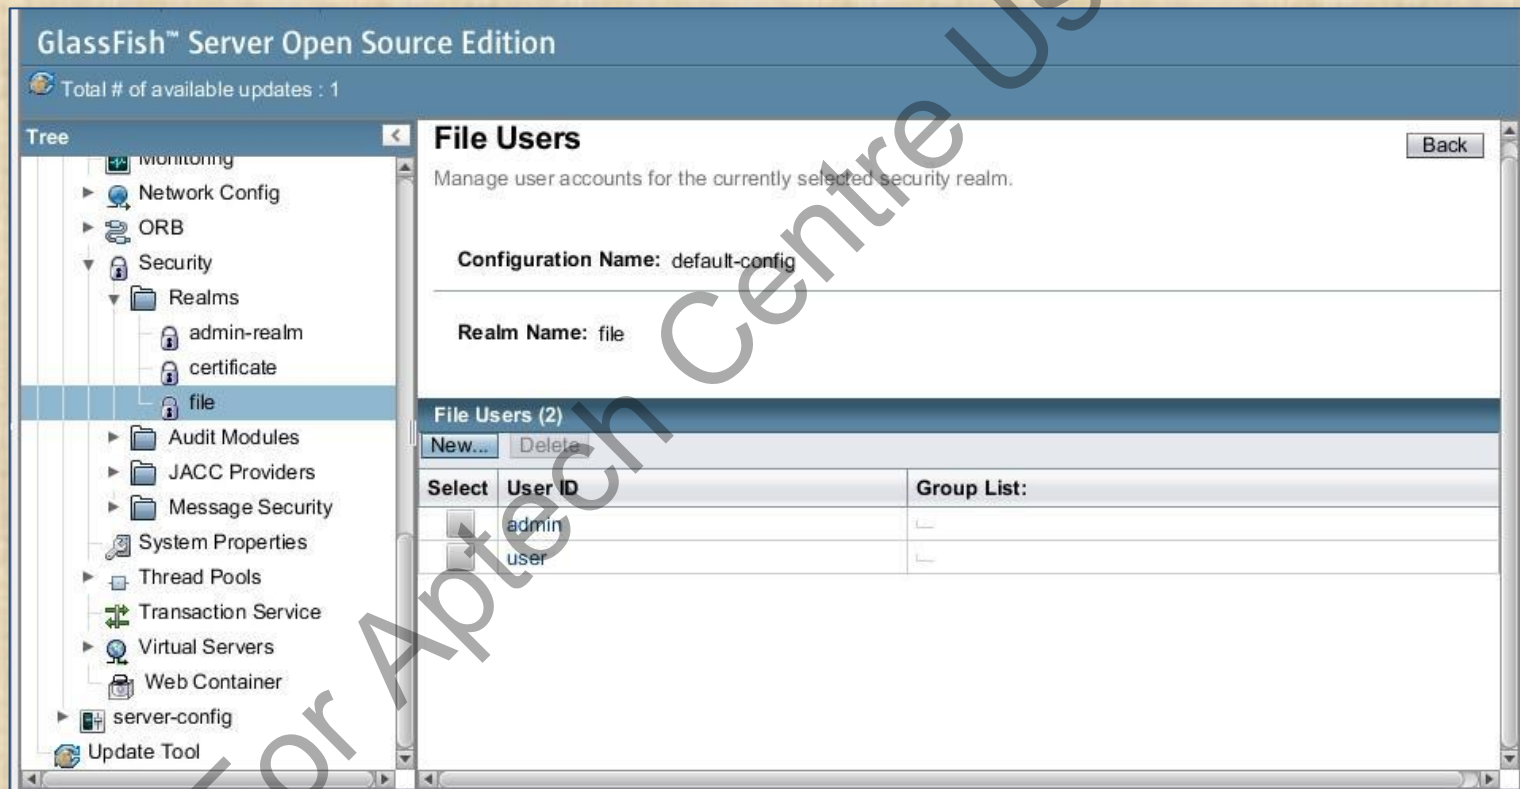 GlassFish™ Server Open Source Edition
Total # of available updates : 1
Tree
Monitoring
Network Config
ORB
Security
Realms
admin-realm
certificate
file
Audit Modules
JACC Providers
Message Security
System Properties
Thread Pools
Transaction Service
Virtual Servers
Web Container
server-config
Update Tool
File Users
Back
Manage user accounts for the currently selected security realm.
Configuration Name: default-config
Realm Name: file
File Users (2)
New... Delete
Select User ID Group List:
admin
user
For Aptech Centre